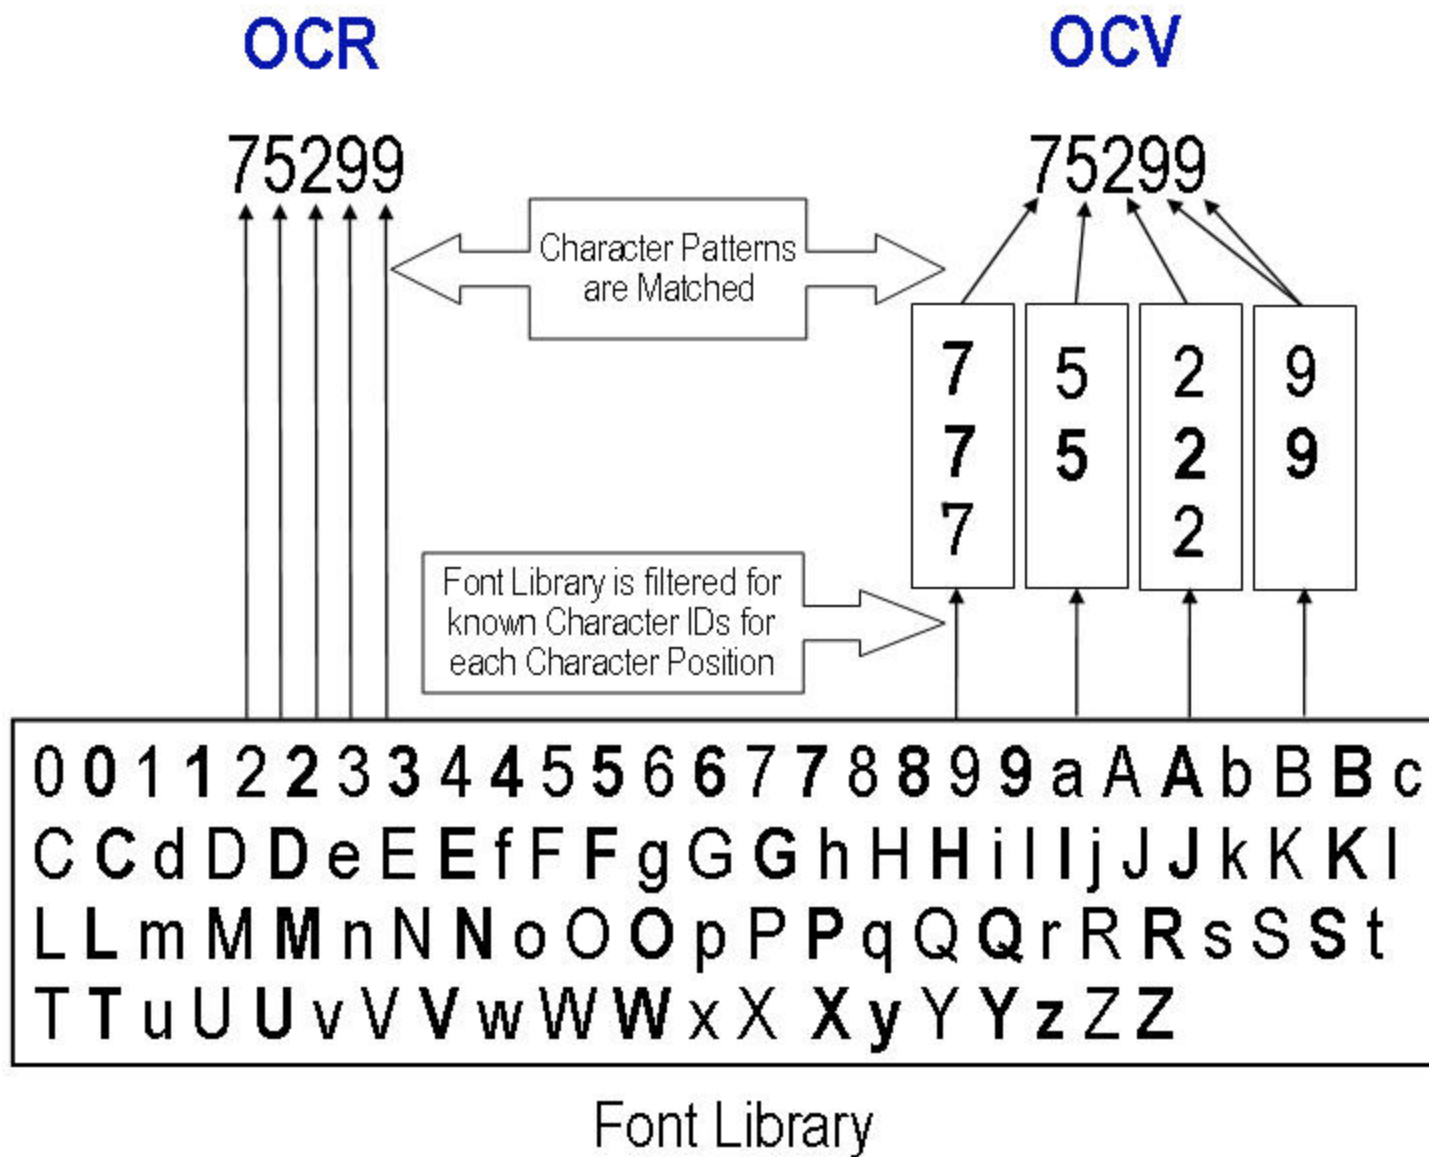 OCR
OCV
75299
75299
Character Patterns
are Matched
7 5 2 9
7 5 2 9
7 2
Font Library is filtered for
known Character IDs for
each Character Position
0 0 1 1 2 2 3 3 4 4 5 5 6 6 7 7 8 8 9 9 a A A b B B c
C C d D D e E E f F F g G G h H H i I I j J J k K K l
L L m M M n N N o O O p P P q Q Q r R R s S S t
T T u U U v V V w W W x X X y Y Y z Z Z
Font Library